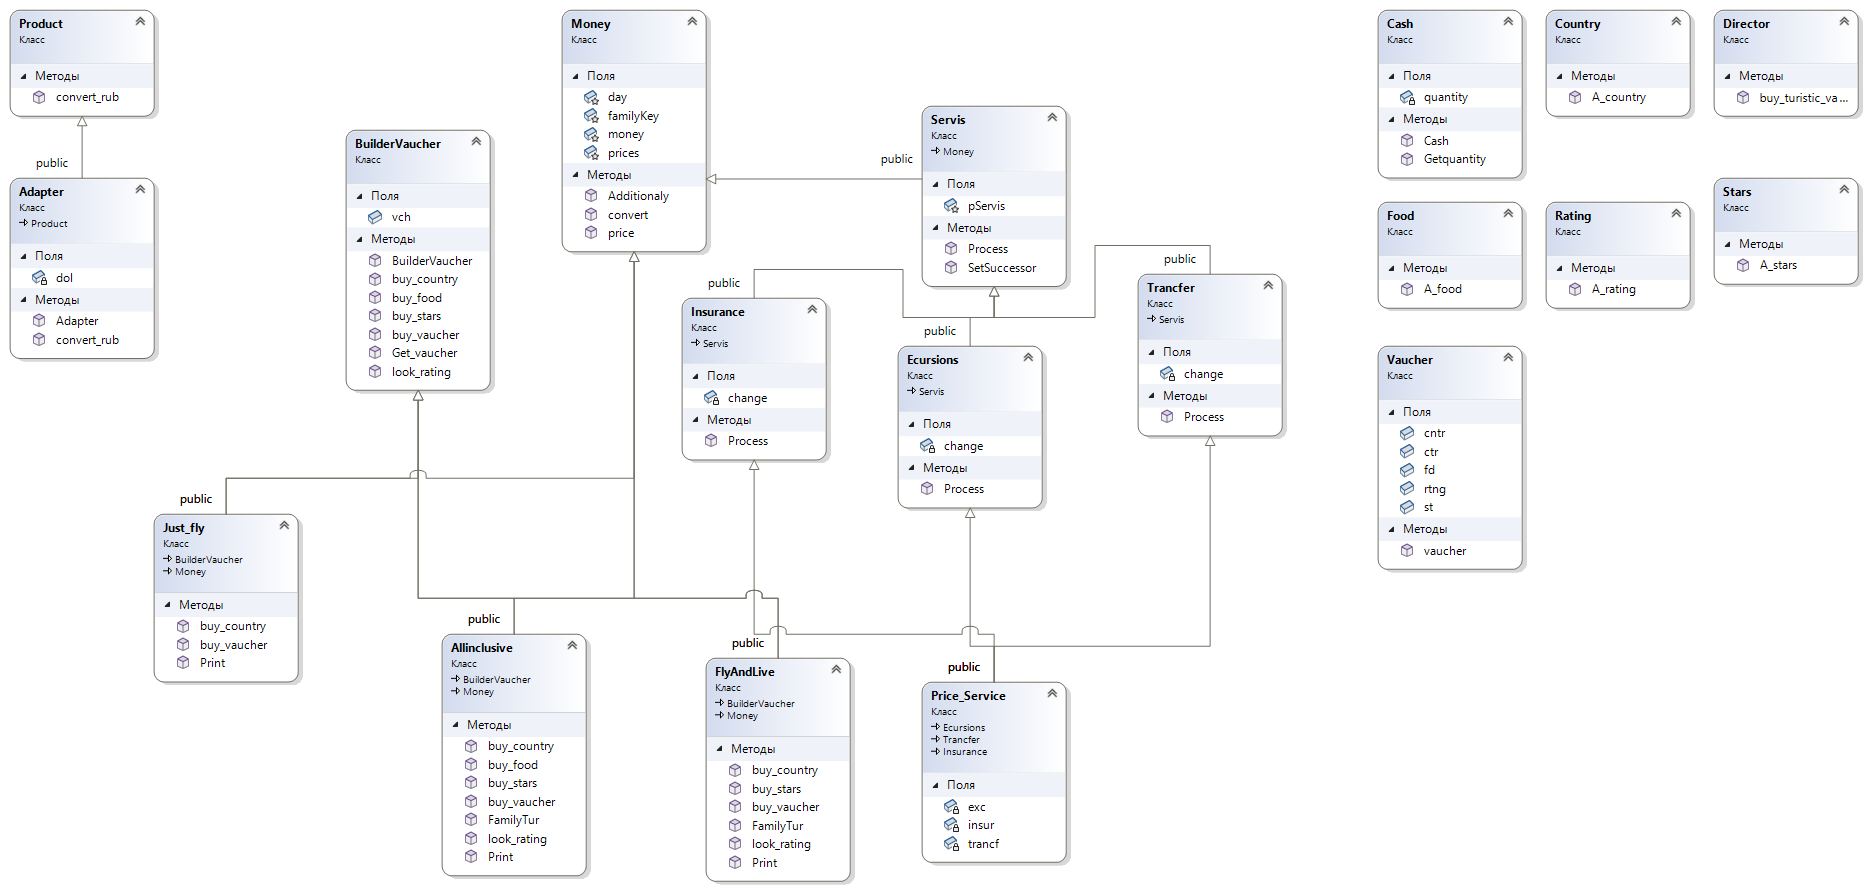 Product
Класс
Методы
convert_rub
public
Adapter
Класс
Product
Поля
dol
Методы
Adapter
convert_rub
BuilderVaucher
Класс
Поля
vch
Методы
BuilderVaucher
buy_country
buy_food
buy_stars
buy_vaucher
Get_vaucher
look_rating
Money
Класс
Поля
day
familyKey
money
prices
Методы
Additionaly
convert
price
public
Servis
Класс
Money
Поля
pServis
Методы
Process
SetSuccessor
public
Insurance
Класс
Servis
Поля
change
Методы
Process
public
Ecursions
Класс
Servis
Поля
change
Методы
Process
public
Trancfer
Класс
Servis
Поля
change
Методы
Process
public
Just_fly
Класс
BuilderVaucher
Money
Методы
buy_country
buy_vaucher
Print
public
Allinclusive
Класс
BuilderVaucher
Money
Методы
buy_country
buy_food
buy_stars
buy_vaucher
FamilyTur
look_rating
Print
public
FlyAndLive
Класс
BuilderVaucher
Money
Методы
buy_country
buy_stars
buy_vaucher
FamilyTur
look_rating
Print
public
Price_Service
Класс
Ecursions
Trancfer
Insurance
Поля
exc
insur
trancf
Cash
Класс
Поля
quantity
Методы
Cash
Getquantity
Country
Класс
Методы
A_country
Director
Класс
Методы
buy_turistic_va...
Food
Класс
Методы
A_food
Rating
Класс
Методы
A_rating
Stars
Класс
Методы
A_stars
Vaucher
Класс
Поля
cntr
ctr
fd
rtng
st
Методы
vaucher